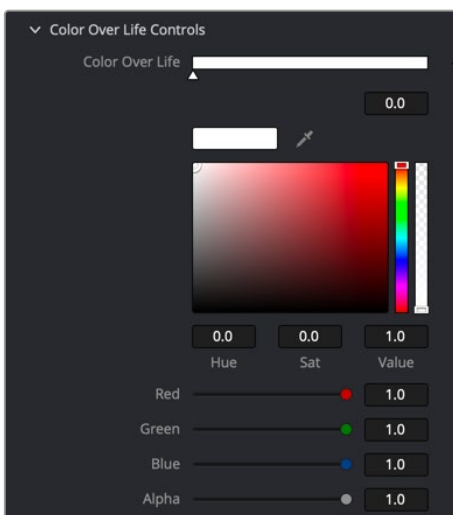 Color Over Life Controls
Color Over Life
0.0
0.0 0.0 1.0
Hue Sat Value
Red 1.0
Green 1.0
Blue 1.0
Alpha 1.0